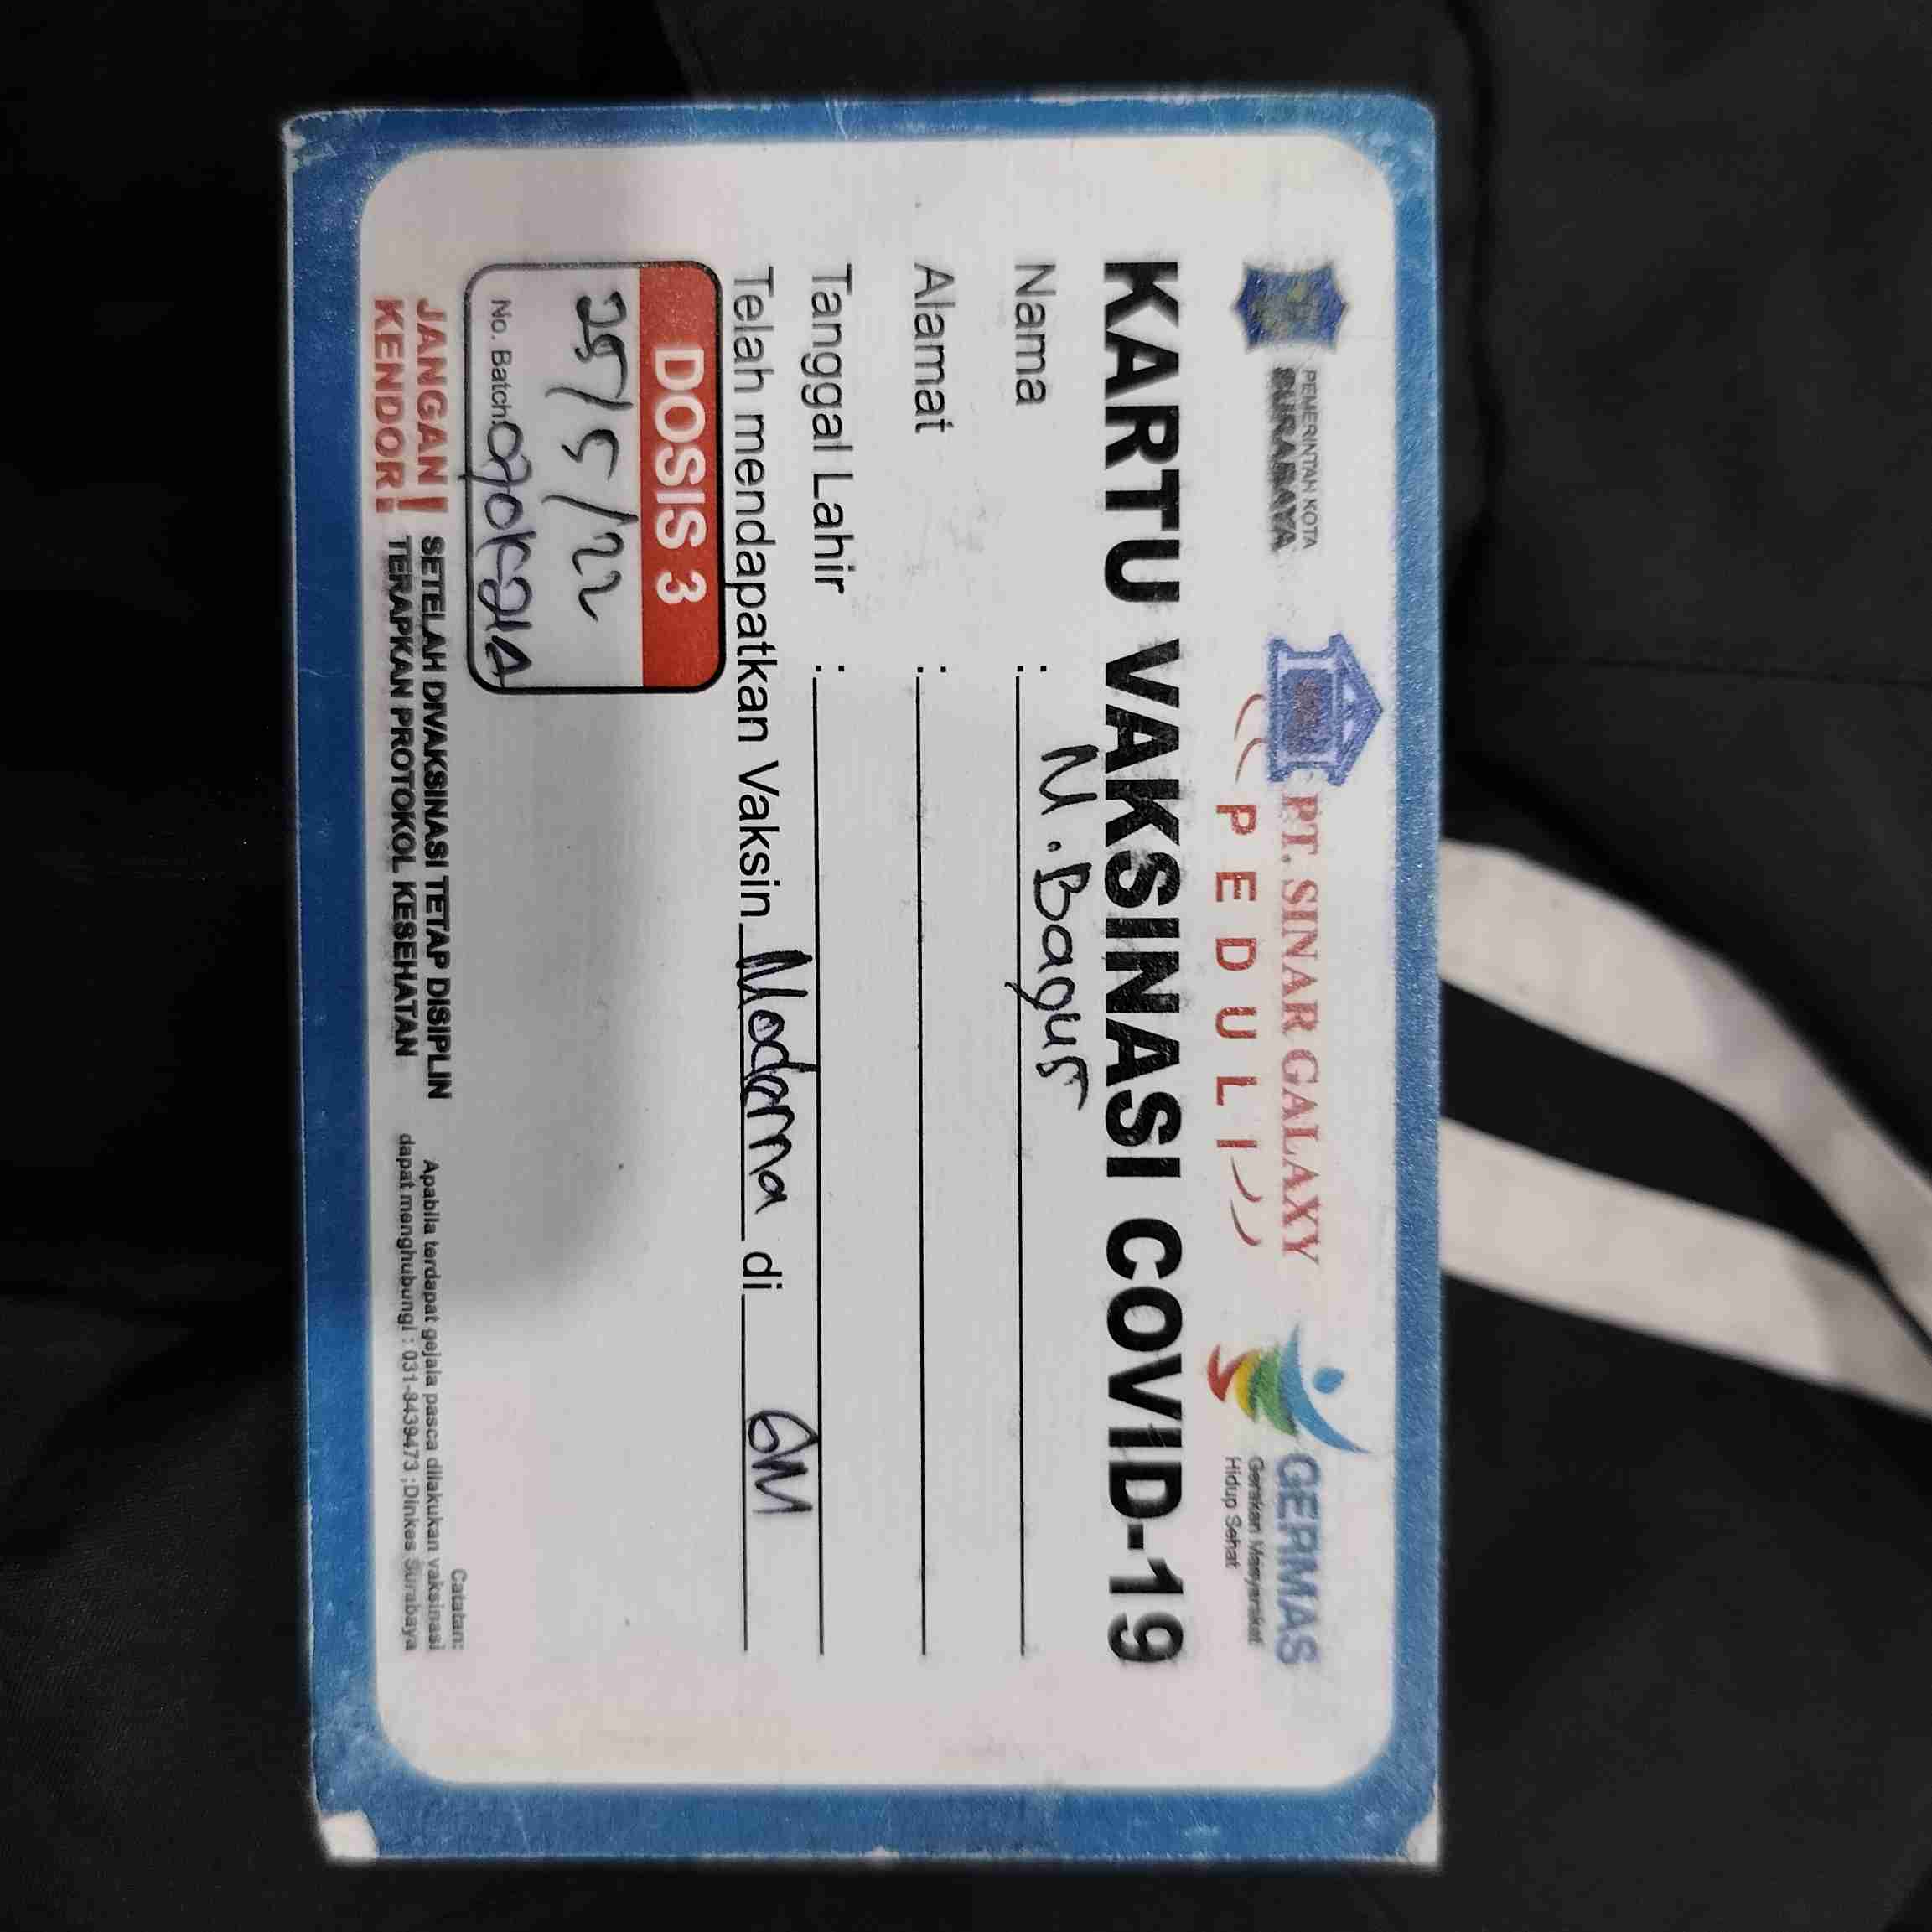 PEMERINTAH KOTA
SURABAYA
PT. SINAR GALAXY
PEDULI
GERMAS
Gerakan Masyarakat
Hidup Sehat
KARTU VAKSINASI COVID-19
Nama : M. Bagus
Alamat :
Tanggal Lahir :
Telah mendapatkan Vaksin Moderna di GM
DOSIS 3
25/5/22
No. Batch
JANGAN
KENDOR!
SETELAH DIVAKSINASI TETAP DISIPLIN
TERAPKAN PROTOKOL KESEHATAN
Catatan:
Apabila terdapat gejala pasca dilakukan vaksinasi
dapat menghubungi : 031-8439473 ; Dinkes Surabaya